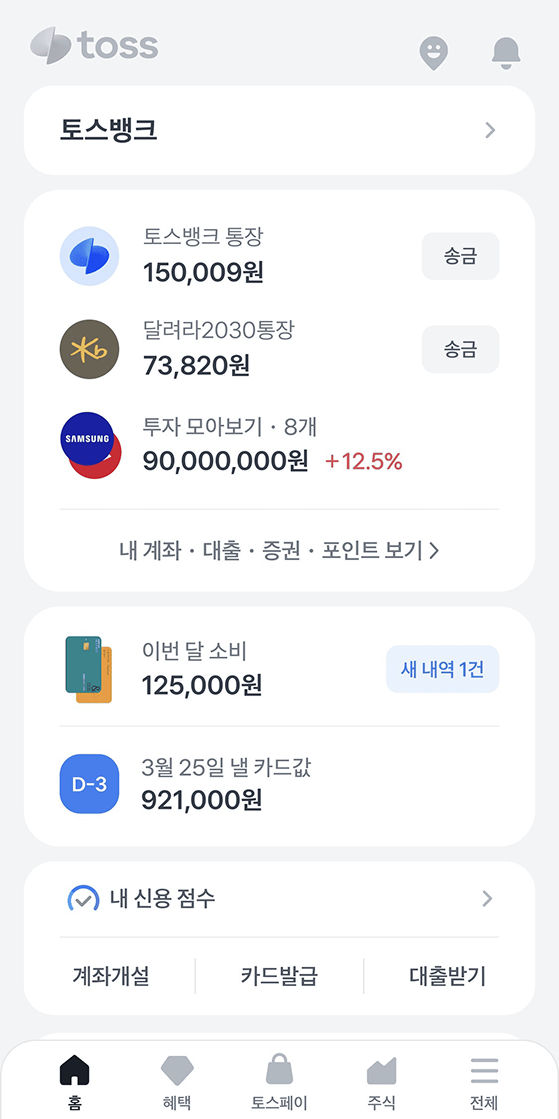 toss
토스뱅크
토스뱅크 통장
150,009원
송금
달려라2030통장
73,820원
송금
SAMSUNG
투자 모아보기 · 8개
90,000,000원 +12.5%
내 계좌 · 대출 · 증권 · 포인트 보기
이번 달 소비
125,000원
새 내역 1건
D-3
3월 25일 낼 카드값
921,000원
내 신용 점수
계좌개설
카드발급
대출받기
홈
혜택
토스페이
주식
전체